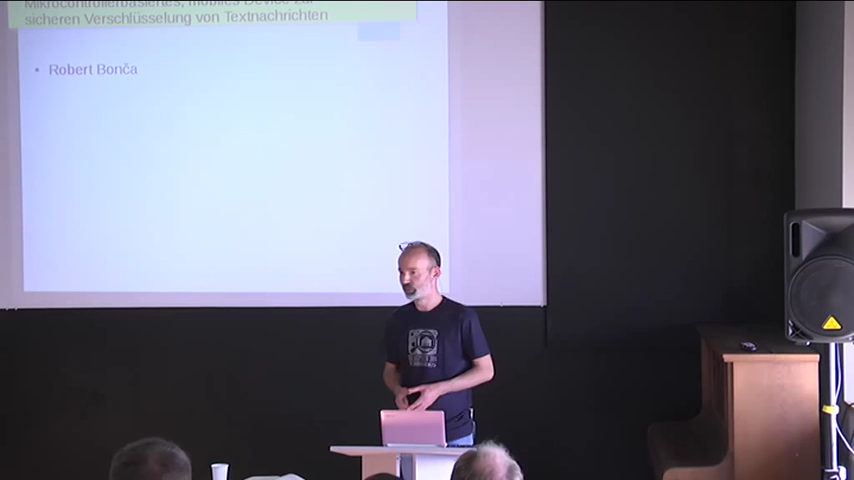 Mikrocontrollerbasiertes, mobiles Device zur
sicheren Verschlüsselung von Textnachrichten
• Robert Bonča